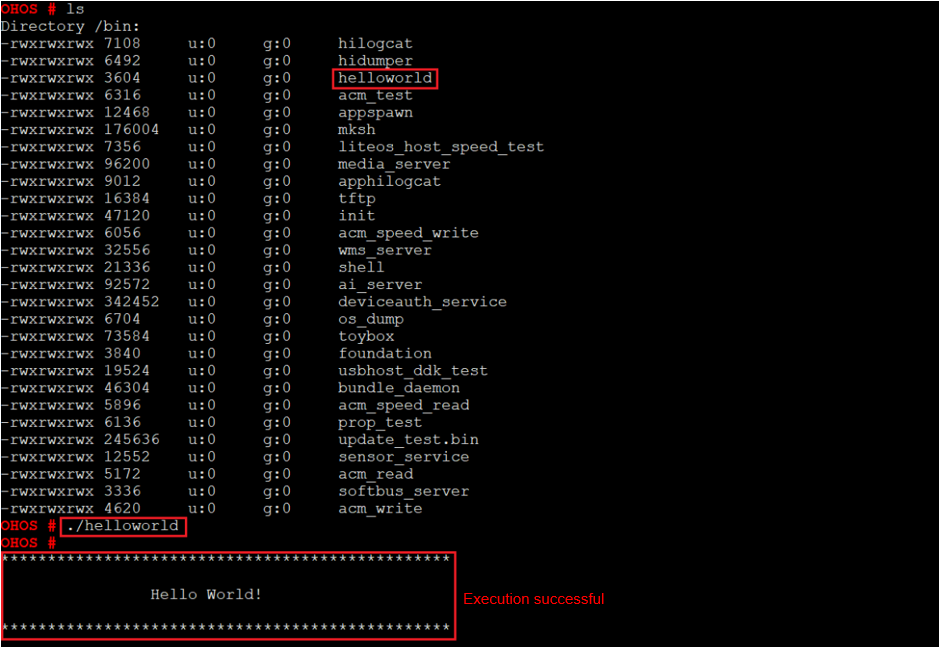 OHOS # ls
Directory /bin:
-rwxrwxrwx 7108 u:0 g:0 hilogcat
-rwxrwxrwx 6492 u:0 g:0 hidumper
-rwxrwxrwx 3604 u:0 g:0 helloworld
-rwxrwxrwx 6316 u:0 g:0 acm_test
-rwxrwxrwx 12468 u:0 g:0 appspawn
-rwxrwxrwx 176004 u:0 g:0 mksh
-rwxrwxrwx 7356 u:0 g:0 liteos_host_speed_test
-rwxrwxrwx 96200 u:0 g:0 media_server
-rwxrwxrwx 9012 u:0 g:0 apphilogcat
-rwxrwxrwx 16384 u:0 g:0 tftp
-rwxrwxrwx 47120 u:0 g:0 init
-rwxrwxrwx 6056 u:0 g:0 acm_speed_write
-rwxrwxrwx 32556 u:0 g:0 wms_server
-rwxrwxrwx 21336 u:0 g:0 shell
-rwxrwxrwx 92572 u:0 g:0 ai_server
-rwxrwxrwx 342452 u:0 g:0 deviceauth_service
-rwxrwxrwx 6704 u:0 g:0 os_dump
-rwxrwxrwx 73584 u:0 g:0 toybox
-rwxrwxrwx 3840 u:0 g:0 foundation
-rwxrwxrwx 19524 u:0 g:0 usbhost_ddk_test
-rwxrwxrwx 46304 u:0 g:0 bundle_daemon
-rwxrwxrwx 5896 u:0 g:0 acm_speed_read
-rwxrwxrwx 6136 u:0 g:0 prop_test
-rwxrwxrwx 245636 u:0 g:0 update_test.bin
-rwxrwxrwx 12552 u:0 g:0 sensor_service
-rwxrwxrwx 5172 u:0 g:0 acm_read
-rwxrwxrwx 3336 u:0 g:0 softbus_server
-rwxrwxrwx 4620 u:0 g:0 acm_write
OHOS # ./helloworld
OHOS #
************************************************
Hello World!
Execution successful
************************************************